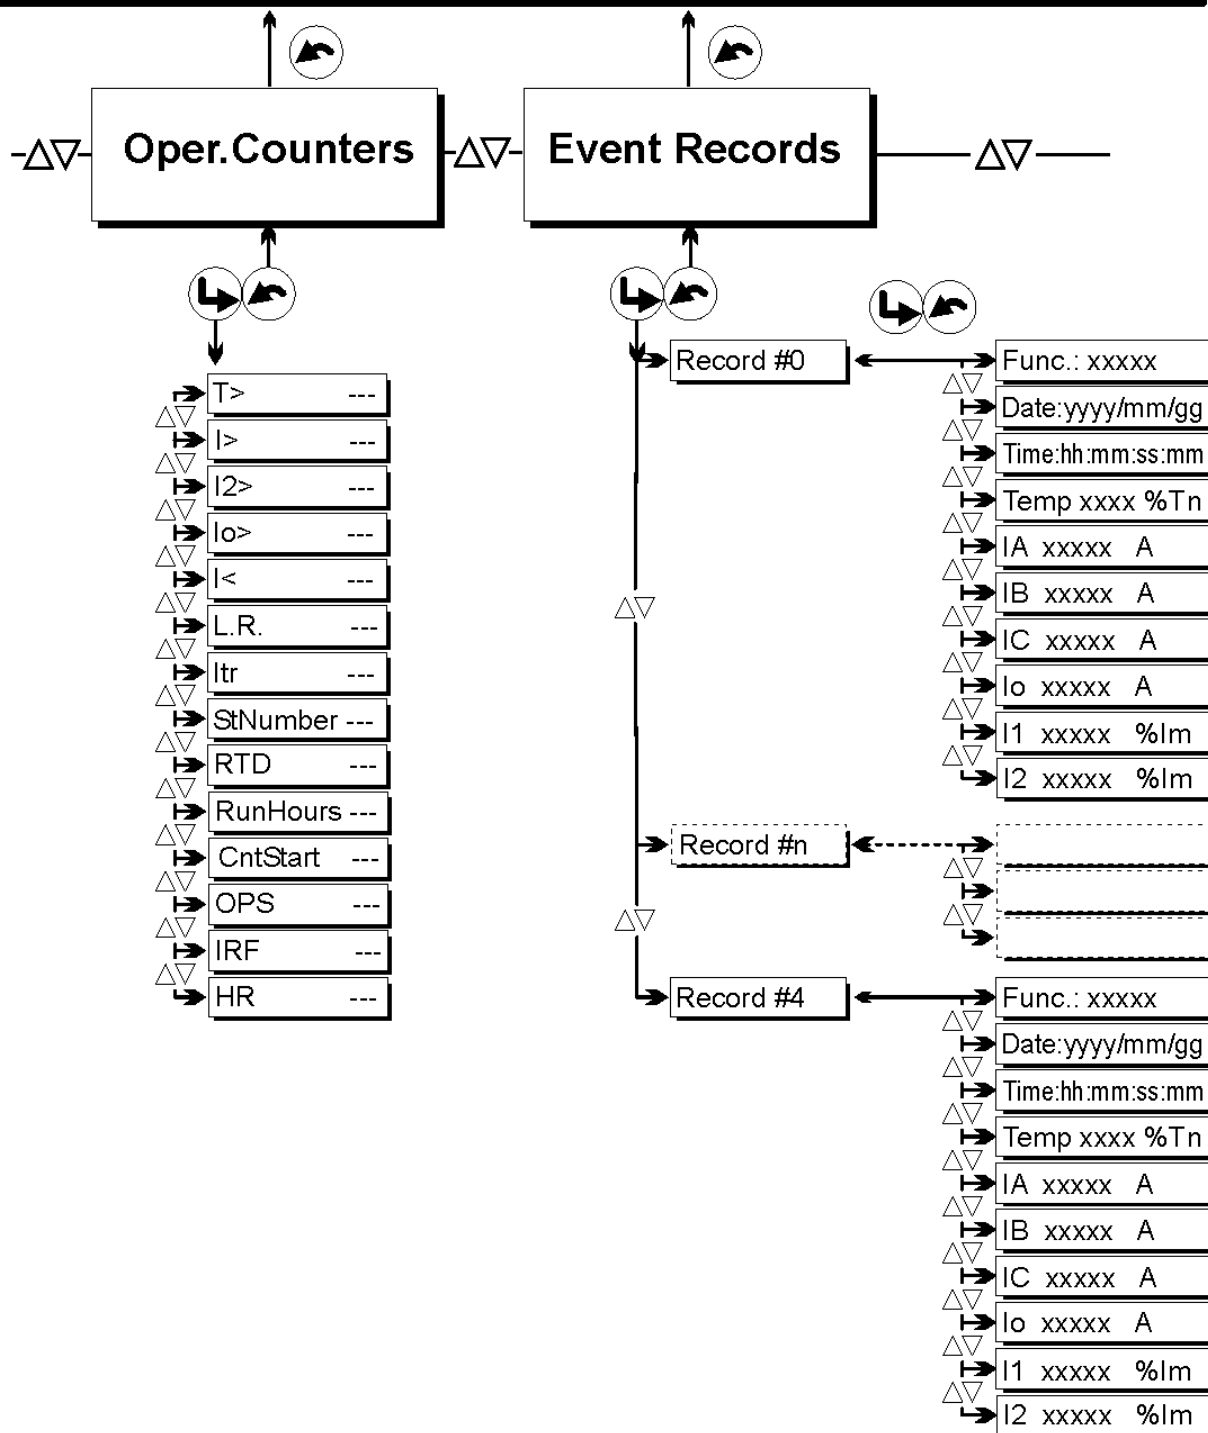 Oper.Counters
Event Records
T> ---
I> ---
I2> ---
Io> ---
I< ---
L.R. ---
Itr ---
StNumber ---
RTD ---
RunHours ---
CntStart ---
OPS ---
IRF ---
HR ---
Record #0
Func.: xxxxx
Date:yyyy/mm/gg
Time:hh:mm:ss:mm
Temp xxxx %Tn
IA xxxxx A
IB xxxxx A
IC xxxxx A
Io xxxxx A
I1 xxxxx %Im
I2 xxxxx %Im
Record #n
Record #4
Func.: xxxxx
Date:yyyy/mm/gg
Time:hh:mm:ss:mm
Temp xxxx %Tn
IA xxxxx A
IB xxxxx A
IC xxxxx A
Io xxxxx A
I1 xxxxx %Im
I2 xxxxx %Im